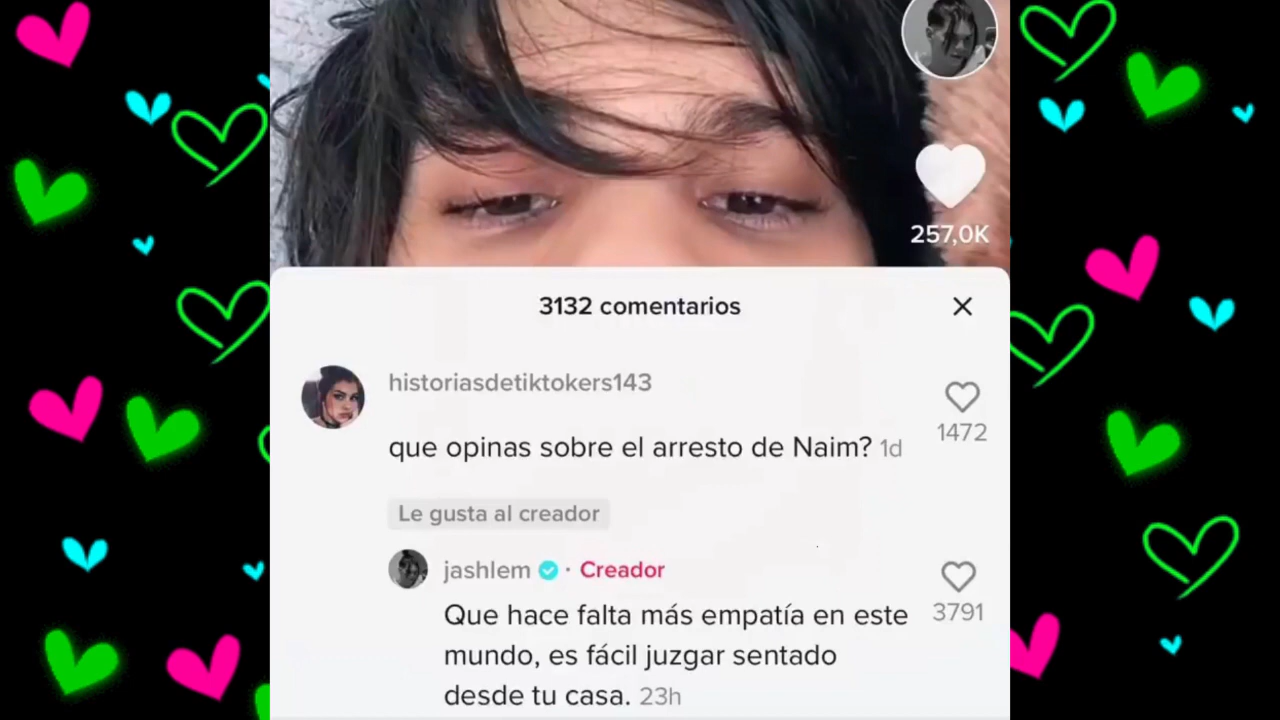 257,0K
3132 comentarios
historiasdetiktokers143
1472
que opinas sobre el arresto de Naim? 1d
Le gusta al creador
jashlem · Creador
3791
Que hace falta más empatía en este
mundo, es fácil juzgar sentado
desde tu casa. 23h